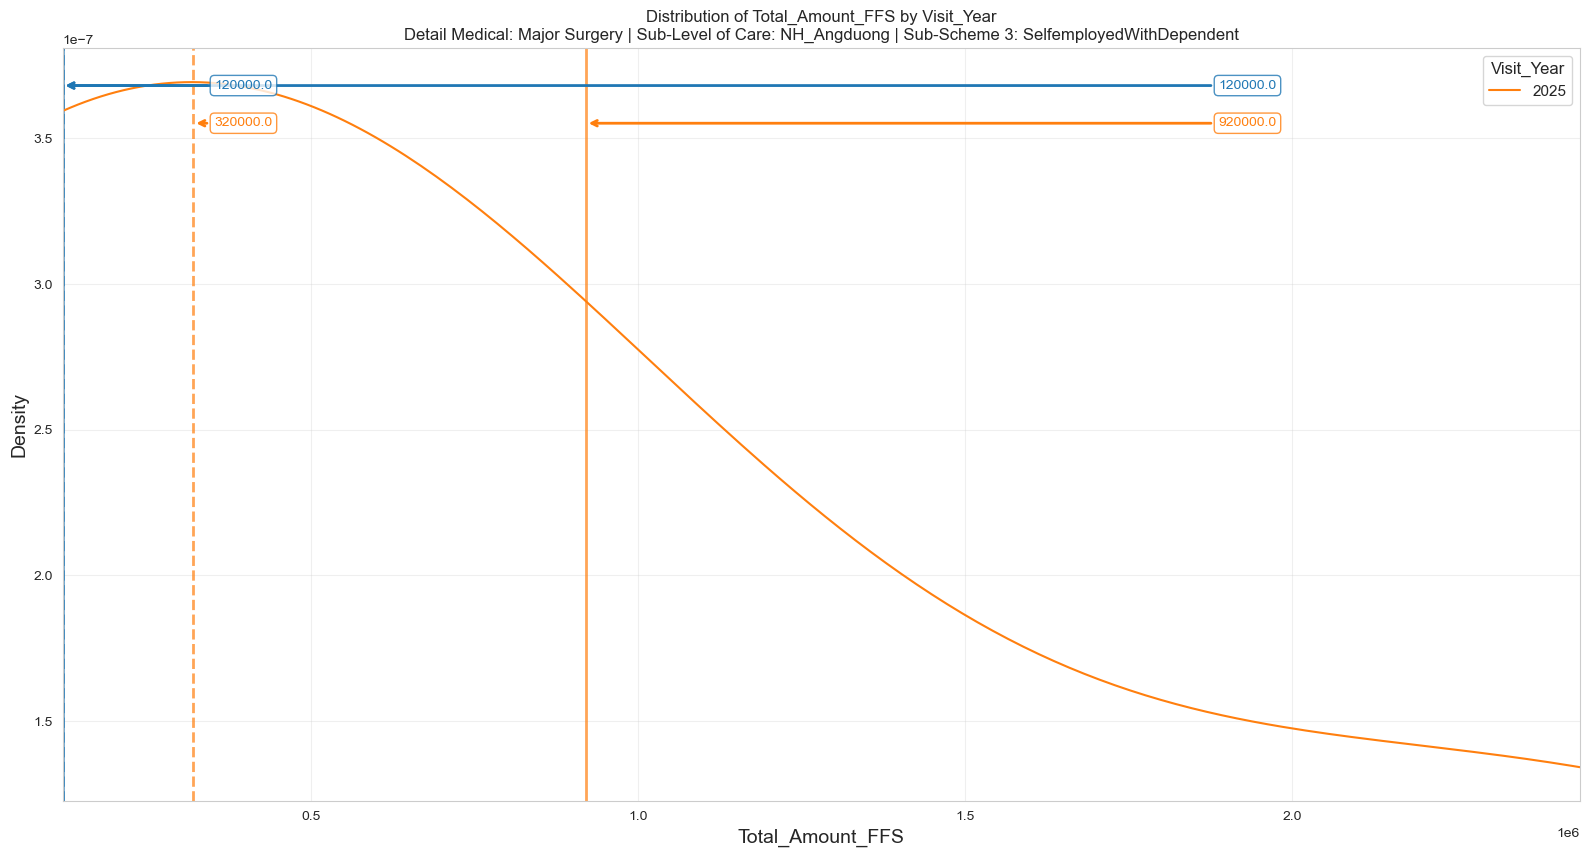 Distribution of Total_Amount_FFS by Visit_Year
Detail Medical: Major Surgery | Sub-Level of Care: NH_Angduong | Sub-Scheme 3: SelfemployedWithDependent
1e−7
Visit_Year
2025
120000.0
120000.0
320000.0
920000.0
3.5
3.0
2.5
2.0
1.5
Density
0.5
1.0
1.5
2.0
1e6
Total_Amount_FFS